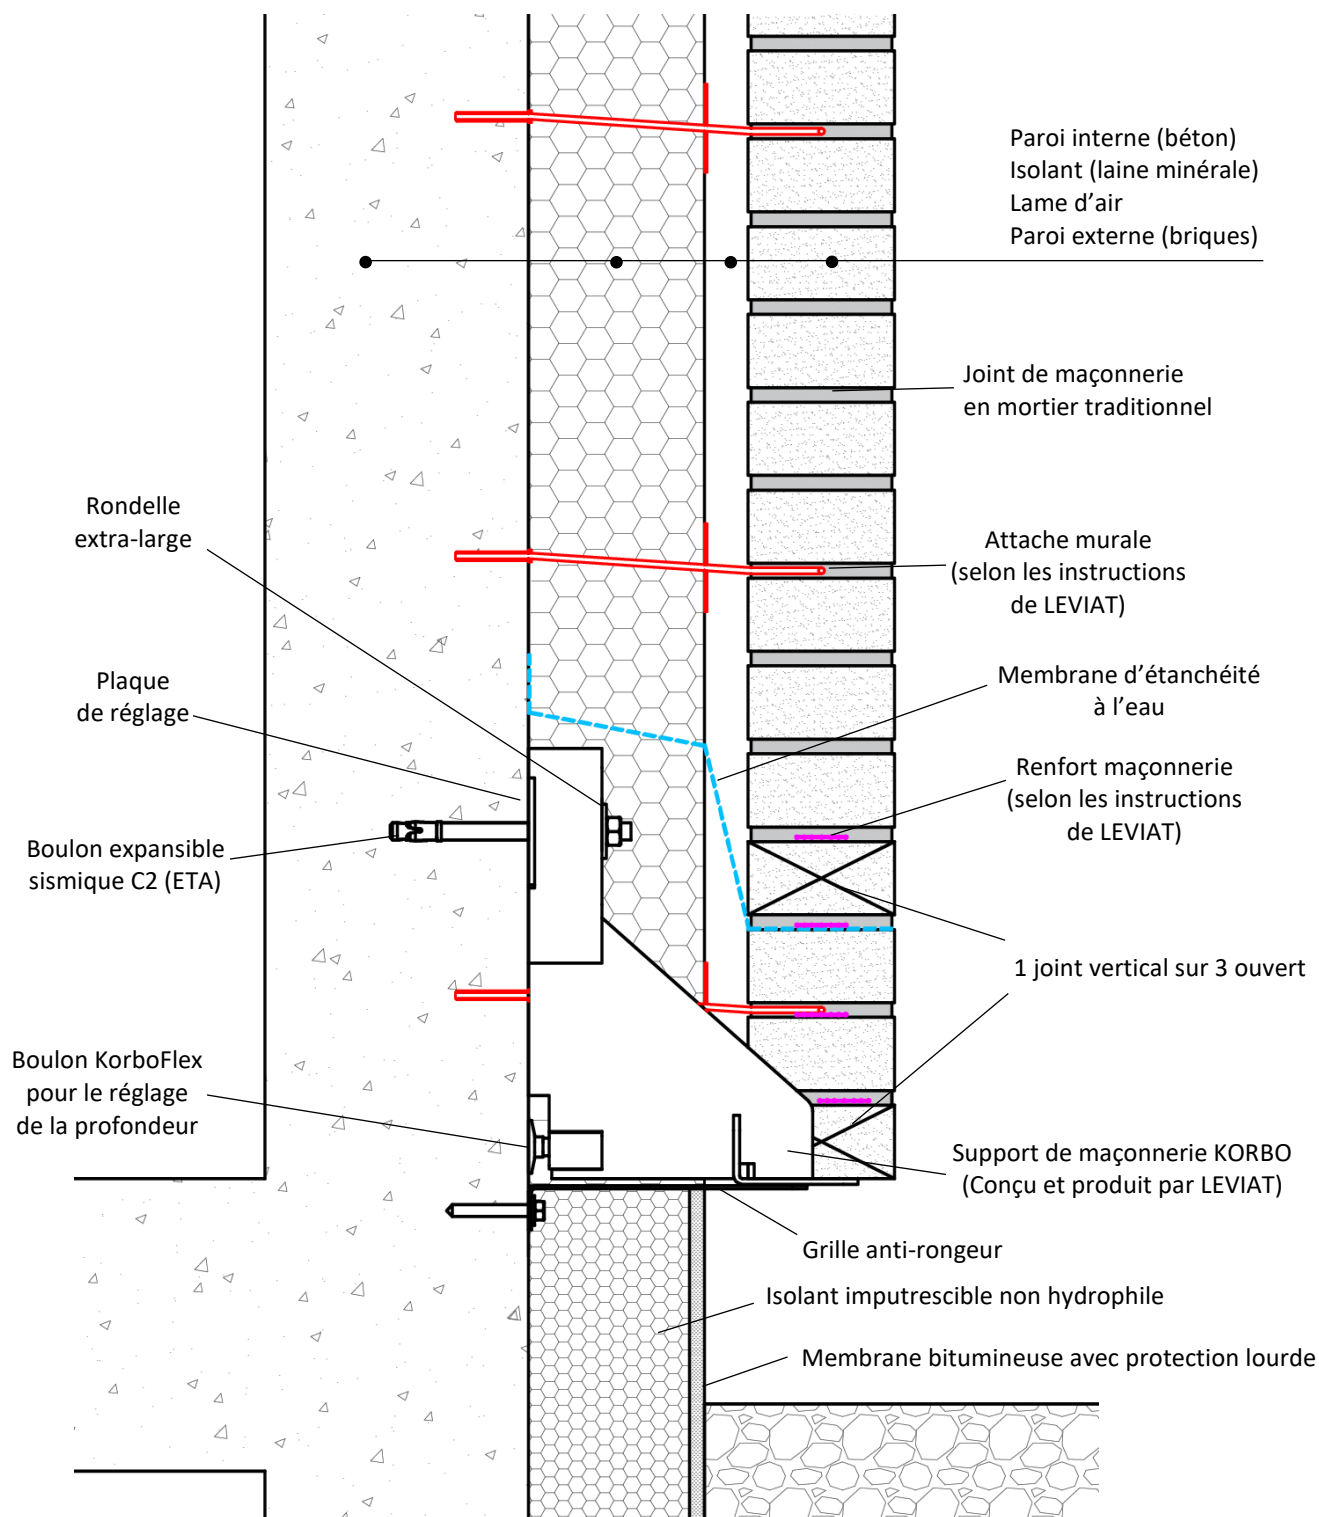 Paroi interne (béton)
Isolant (laine minérale)
Lame d’air
Paroi externe (briques)
Joint de maçonnerie
en mortier traditionnel
Rondelle
extra-large
Attache murale
(selon les instructions
de LEVIAT)
Plaque
de réglage
Membrane d’étanchéité
à l’eau
Renfort maçonnerie
(selon les instructions
de LEVIAT)
Boulon expansible
sismique C2 (ETA)
1 joint vertical sur 3 ouvert
Boulon KorboFlex
pour le réglage
de la profondeur
Support de maçonnerie KORBO
(Conçu et produit par LEVIAT)
Grille anti-rongeur
Isolant imputrescible non hydrophile
Membrane bitumineuse avec protection lourde